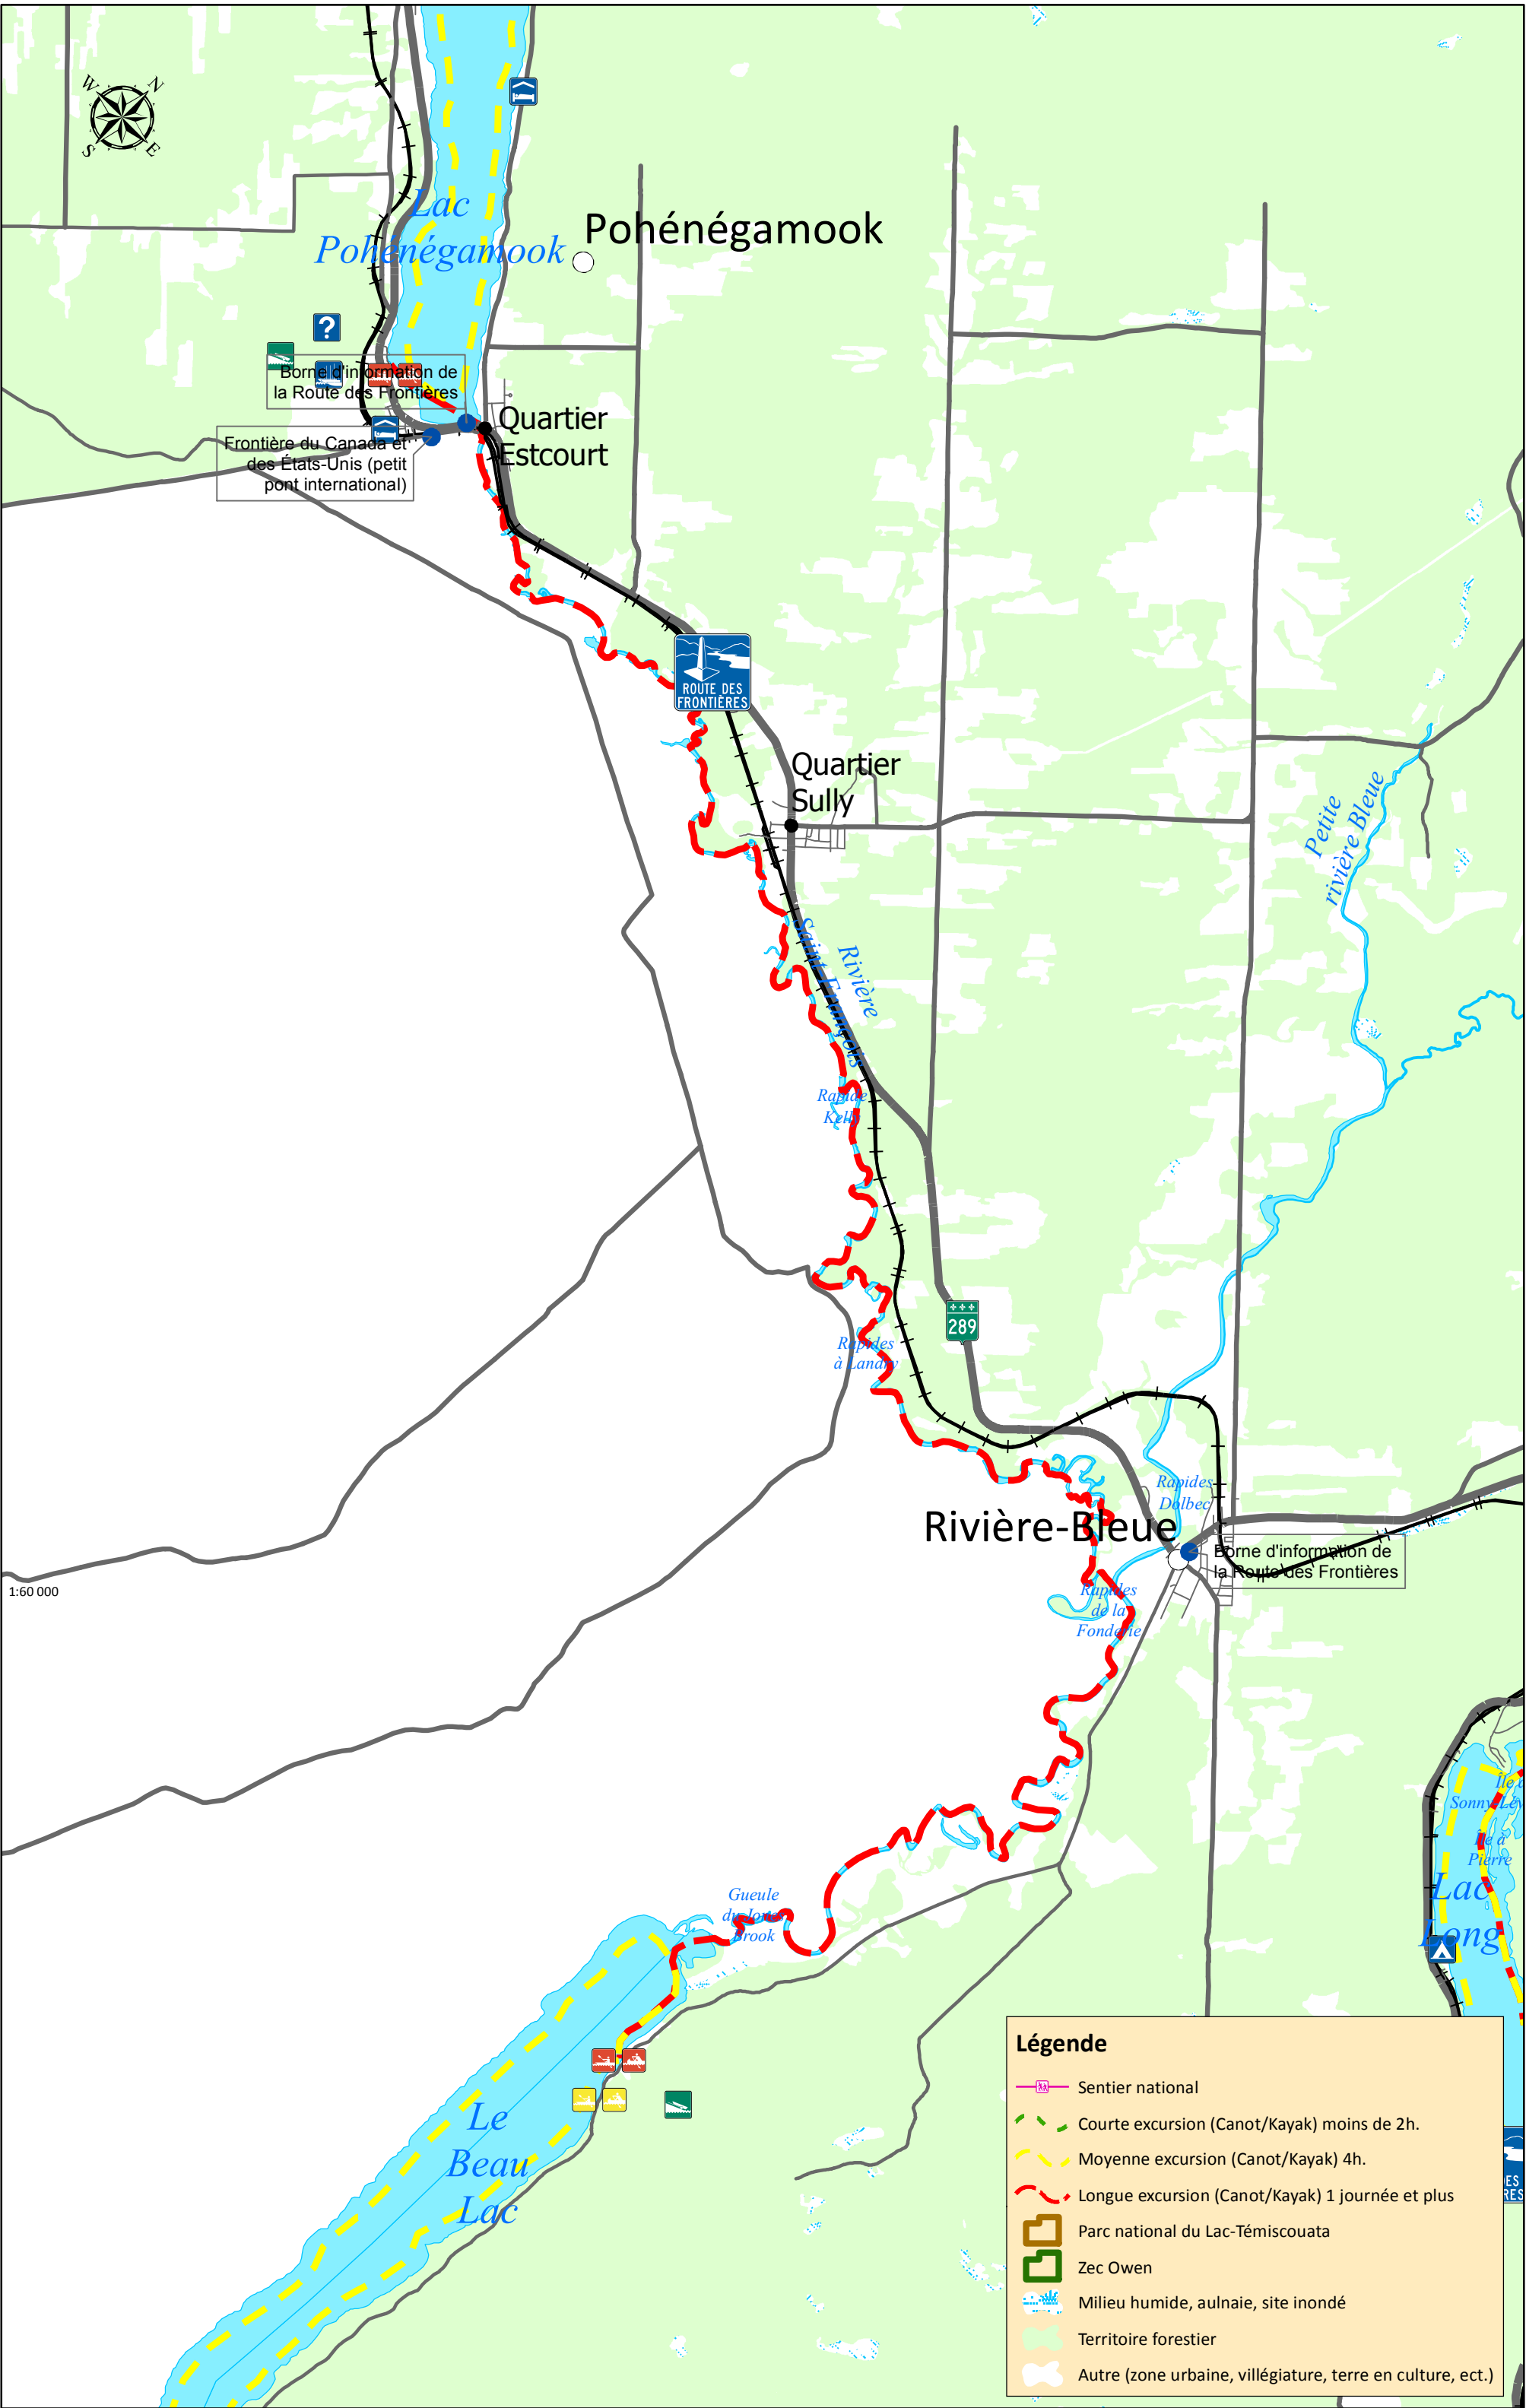 W
N
S
E
Lac
Pohénégamook
Pohénégamook
?
Borne d'information de
la Route des Frontières
Quartier
Estcourt
Frontière du Canada et
des États-Unis (petit
pont international)
ROUTE DES
FRONTIÈRES
Quartier
Sully
Petite
rivière Bleue
Rivière
Saint-François
Rapide
Kelly
289
Rapides
à Landry
Rapides
Dolbec
Rivière-Bleue
Borne d'information de
la Route des Frontières
1:60 000
Rapides
de la
Fonderie
Île à
Pierre
Lac
Long
Gueule
du Jones
Brook
Le
Beau
Lac
Légende
Sentier national
Courte excursion (Canot/Kayak) moins de 2h.
Moyenne excursion (Canot/Kayak) 4h.
Longue excursion (Canot/Kayak) 1 journée et plus
Parc national du Lac-Témiscouata
Zec Owen
Milieu humide, aulnaie, site inondé
Territoire forestier
Autre (zone urbaine, villégiature, terre en culture, ect.)